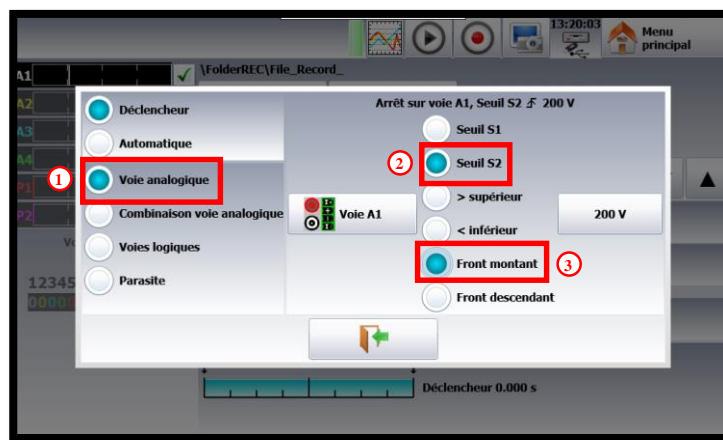 13:20:03
Menu
principal
A1
\FolderREC\File_Record_
A2
A3
A4
P1
P2
Déclencheur
Automatique
1
Voie analogique
Combinaison voie analogique
Voies logiques
Parasite
Arrêt sur voie A1, Seuil S2 200 V
Seuil S1
2
Seuil S2
> supérieur
Voie A1
200 V
< inférieur
Front montant
3
Front descendant
12345
Déclencheur 0.000 s